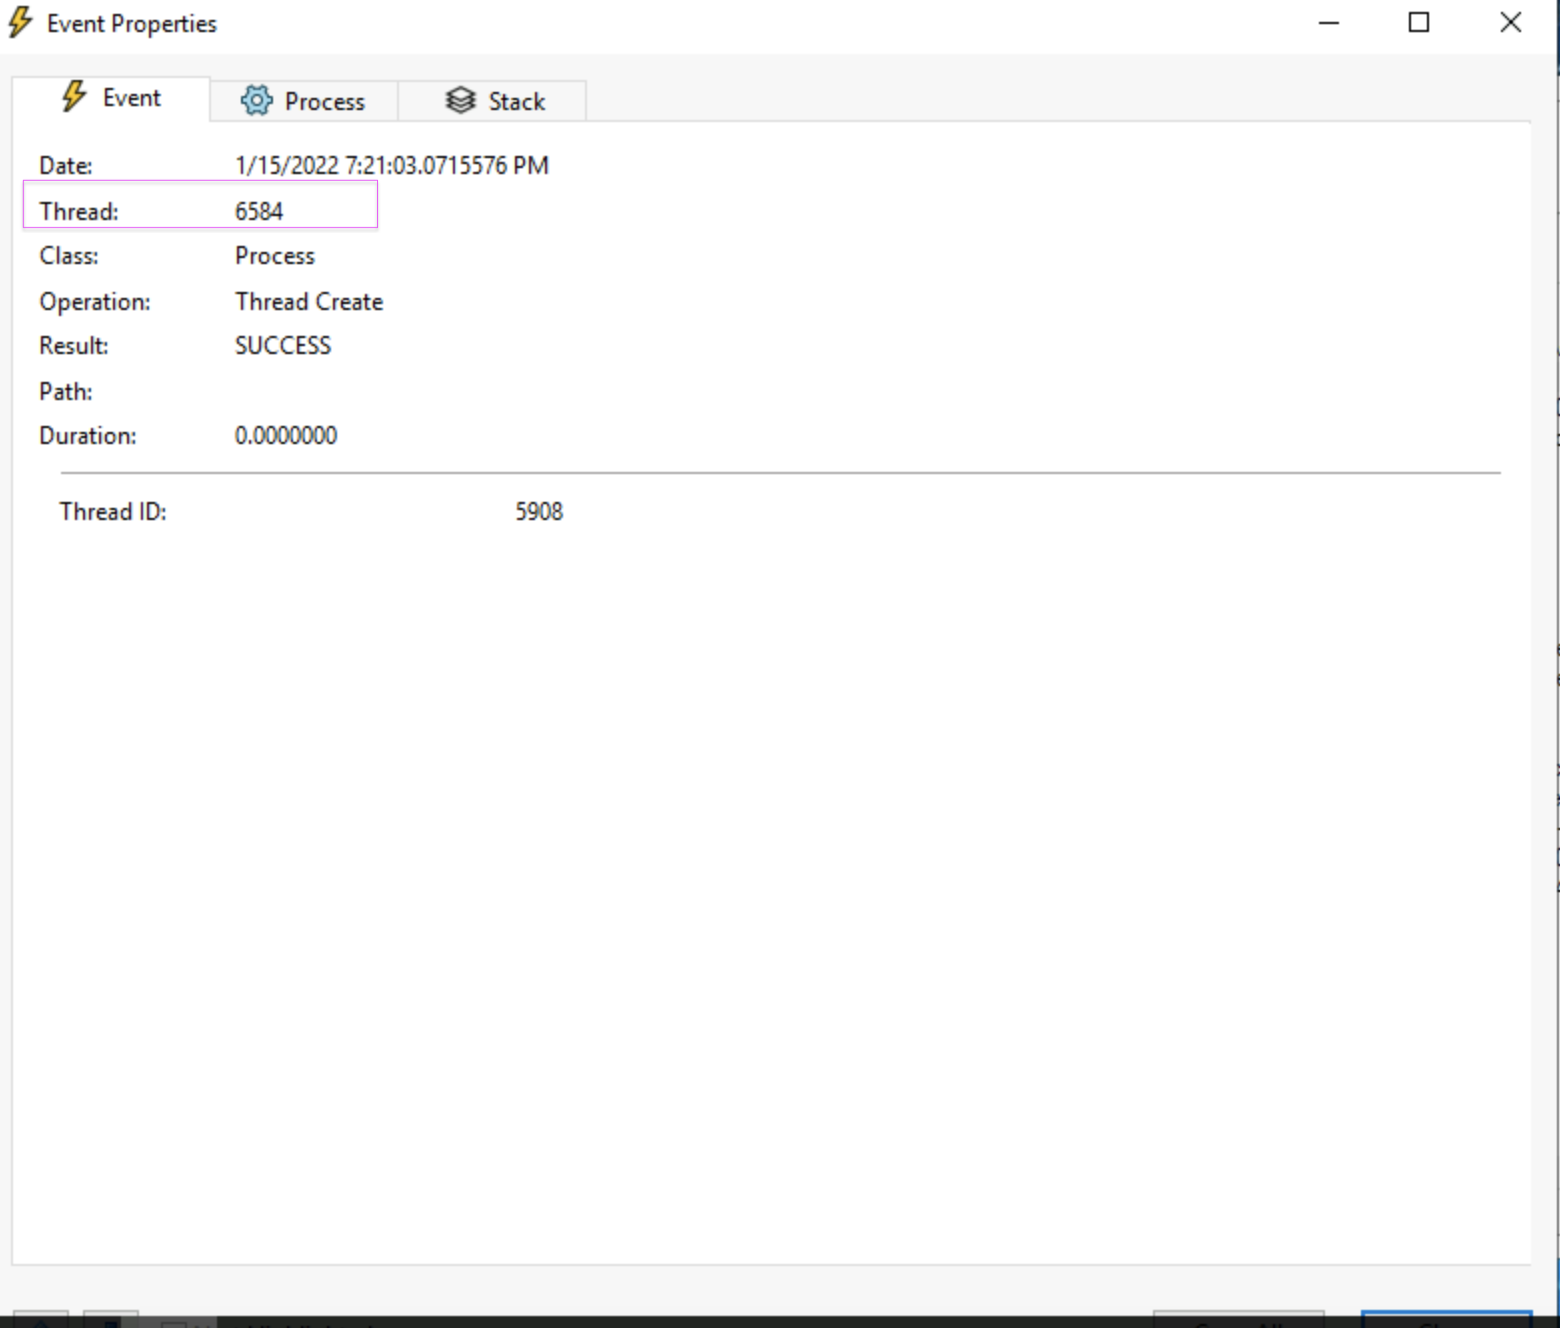 Event Properties
Event Process Stack
Date: 1/15/2022 7:21:03.0715576 PM
Thread: 6584
Class: Process
Operation: Thread Create
Result: SUCCESS
Path:
Duration: 0.0000000
Thread ID: 5908